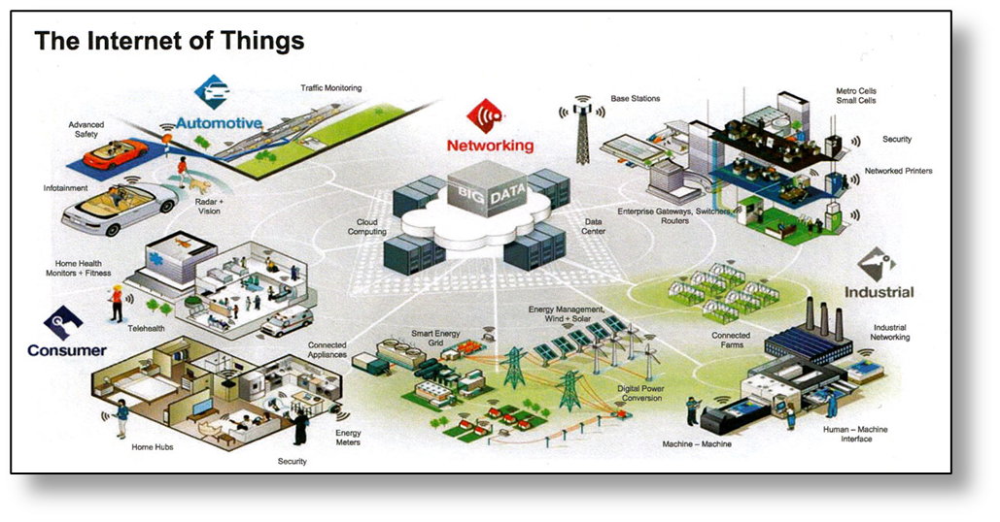 The Internet of Things
Traffic Monitoring
Automotive
Advanced
Safety
Infotainment
Radar +
Vision
Networking
BIG DATA
Cloud
Computing
Data
Center
Base Stations
Metro Cells
Small Cells
Security
Networked Printers
Enterprise Gateways, Switchers,
Routers
Home Health
Monitors + Fitness
Telehealth
Consumer
Connected
Appliances
Energy
Meters
Home Hubs
Security
Smart Energy
Grid
Energy Management,
Wind + Solar
Digital Power
Conversion
Industrial
Connected
Farms
Industrial
Networking
Machine – Machine
Human – Machine
Interface